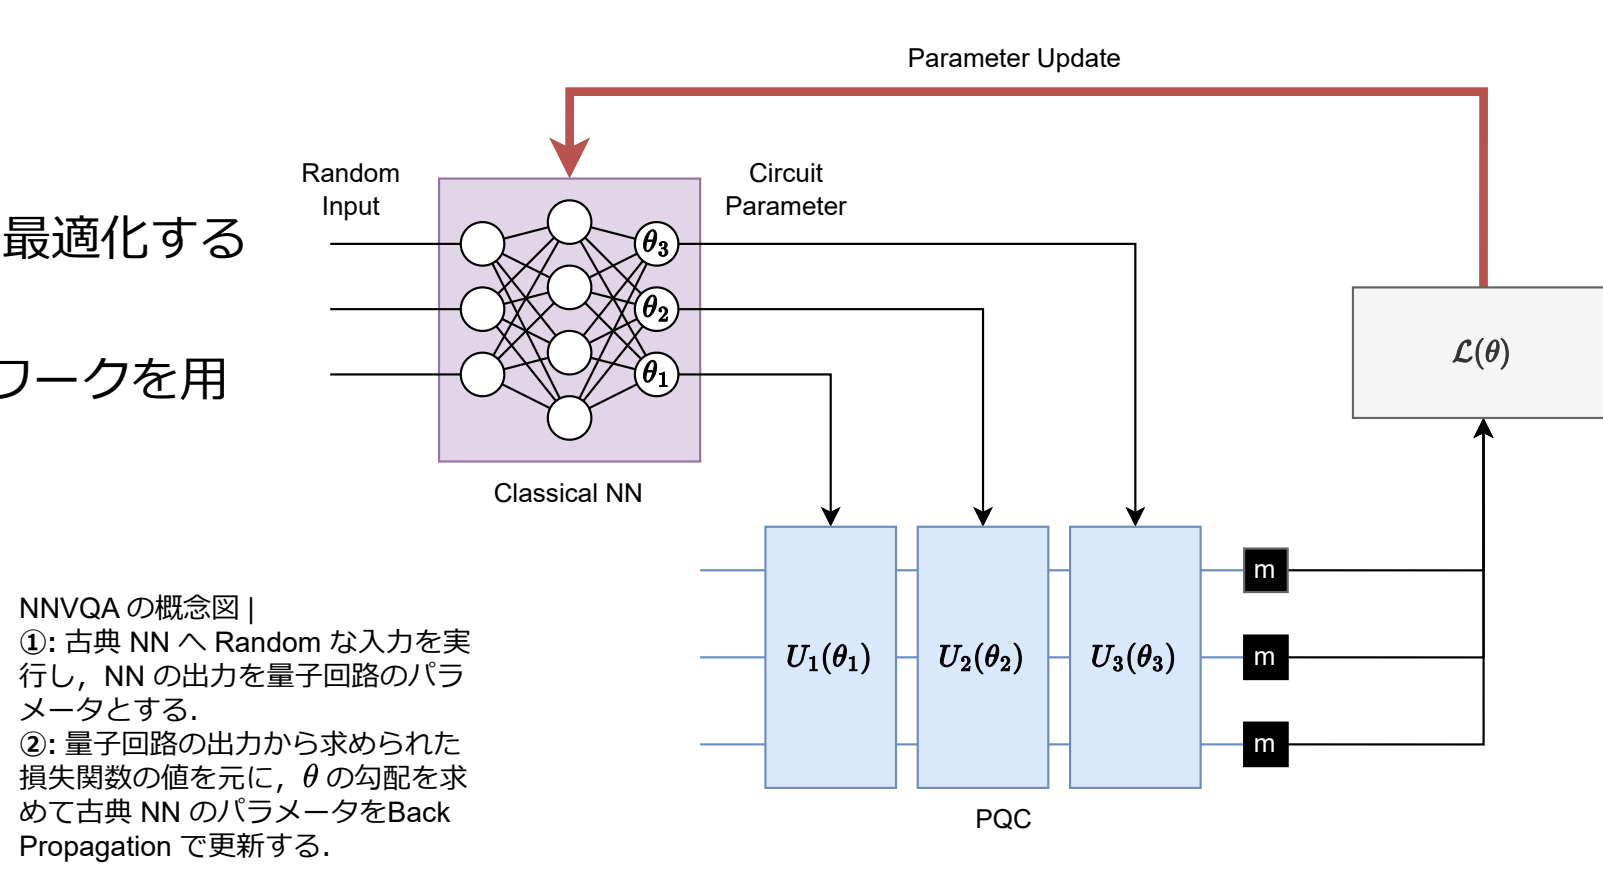 Parameter Update
Random
Input
Circuit
Parameter
最適化する
ワークを用
θ₃
θ₂
θ₁
Classical NN
ℒ(θ)
U₁(θ₁)
U₂(θ₂)
U₃(θ₃)
m
m
m
PQC
NNVQA の概念図 |
①: 古典 NN へ Random な入力を実
行し，NN の出力を量子回路のパラ
メータとする.
②: 量子回路の出力から求められた
損失関数の値を元に，θ の勾配を求
めて古典 NN のパラメータをBack
Propagation で更新する.